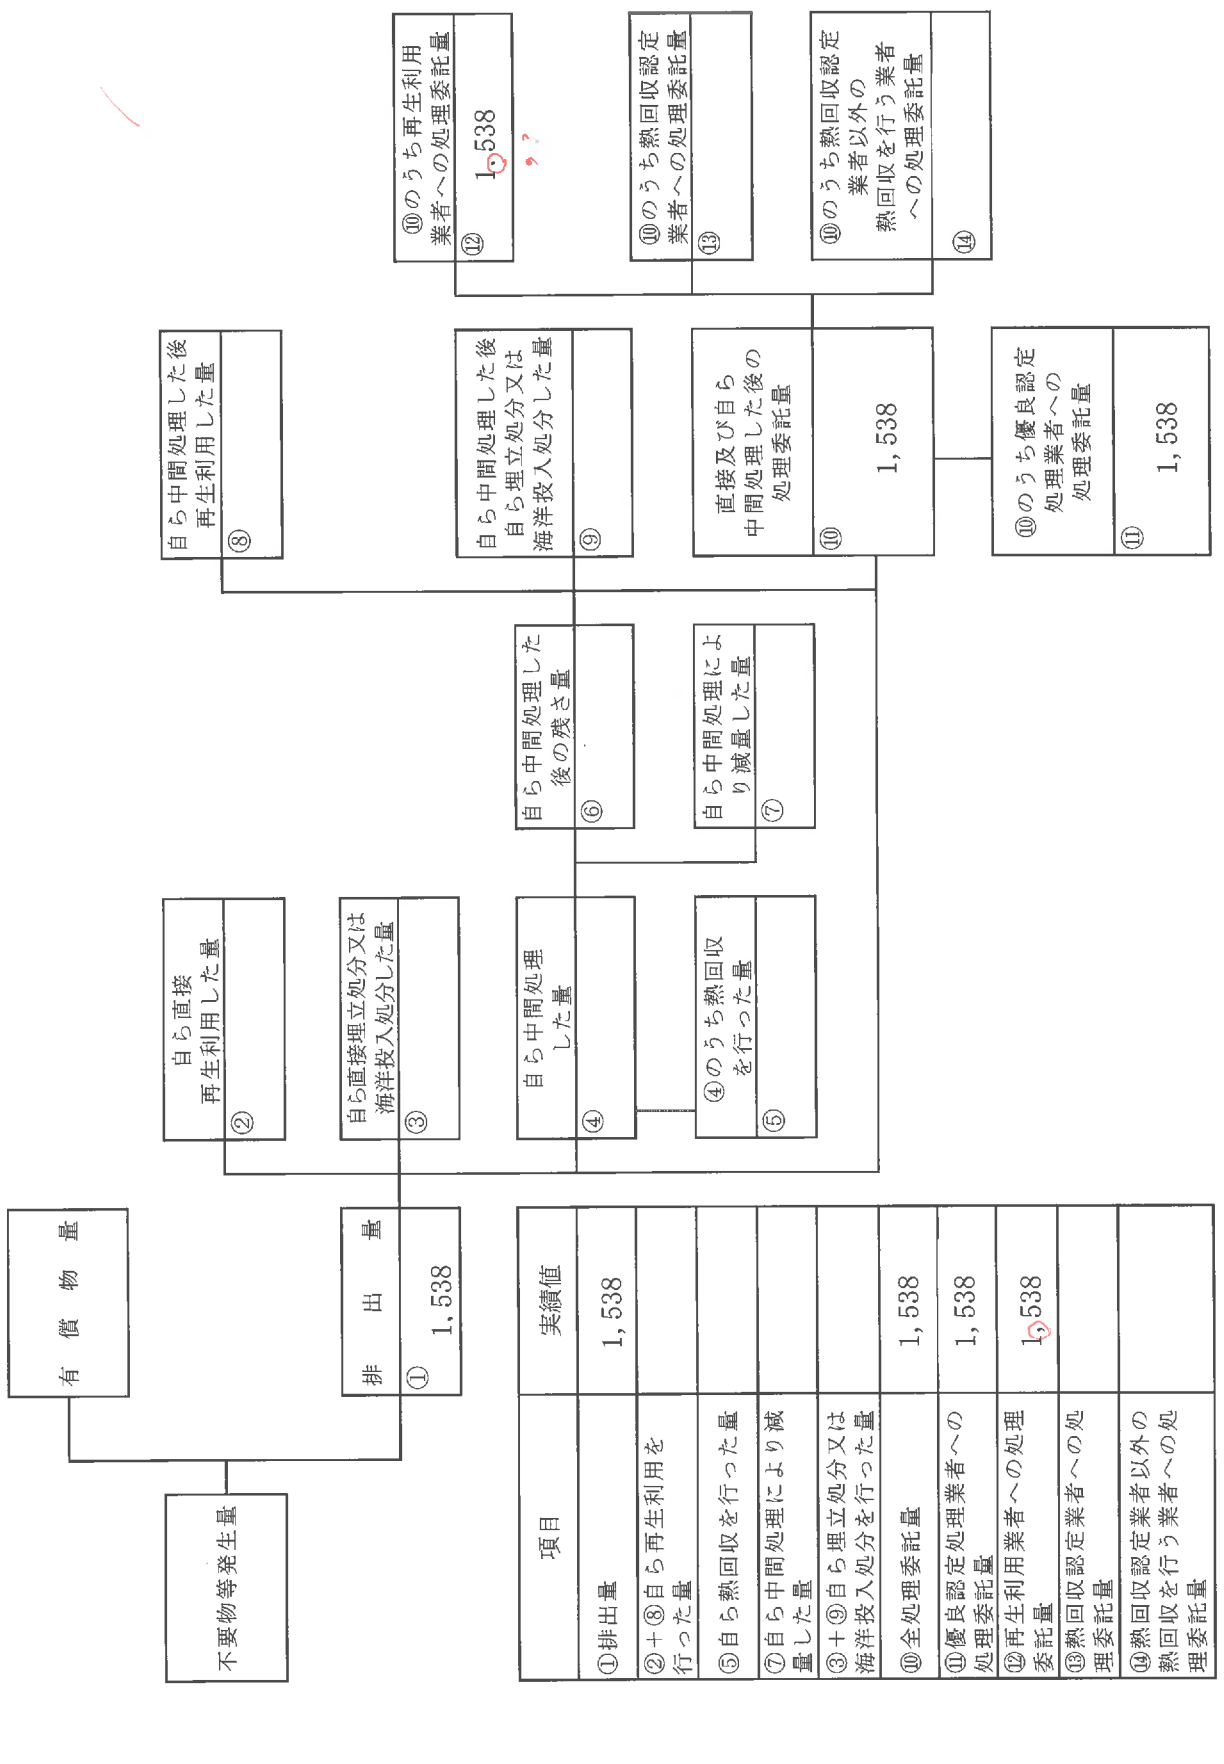 不要物等発生量
有償物量
排出量
① 1,538
自ら直接
再生利用した量
②
自ら直接埋立処分又は
海洋投入処分した量
③
自ら中間処理
した量
④
④のうち熱回収
を行った量
⑤
自ら中間処理した
後の残さ量
⑥
自ら中間処理によ
り減量した量
⑦
自ら中間処理した後
再生利用した量
⑧
自ら中間処理した後
自ら埋立処分又は
海洋投入処分した量
⑨
直接及び自ら
中間処理した後の
処理委託量
⑩ 1,538
⑩のうち優良認定
処理業者への
処理委託量
⑪ 1,538
⑩のうち再生利用
業者への処理委託量
⑫ 1.538
,?
⑩のうち熱回収認定
業者への処理委託量
⑬
⑩のうち熱回収認定
業者以外の
熱回収を行う業者
への処理委託量
⑭
項目 実績値
①排出量 1,538
②+⑧自ら再生利用を
行った量
⑤自ら熱回収を行った量
⑦自ら中間処理により減
量した量
③+⑨自ら埋立処分又は
海洋投入処分を行った量
⑩全処理委託量 1,538
⑪優良認定処理業者への
処理委託量 1,538
⑫再生利用業者への処理
委託量 1,538
⑬熱回収認定業者への処
理委託量
⑭熱回収認定業者以外の
熱回収を行う業者への処
理委託量